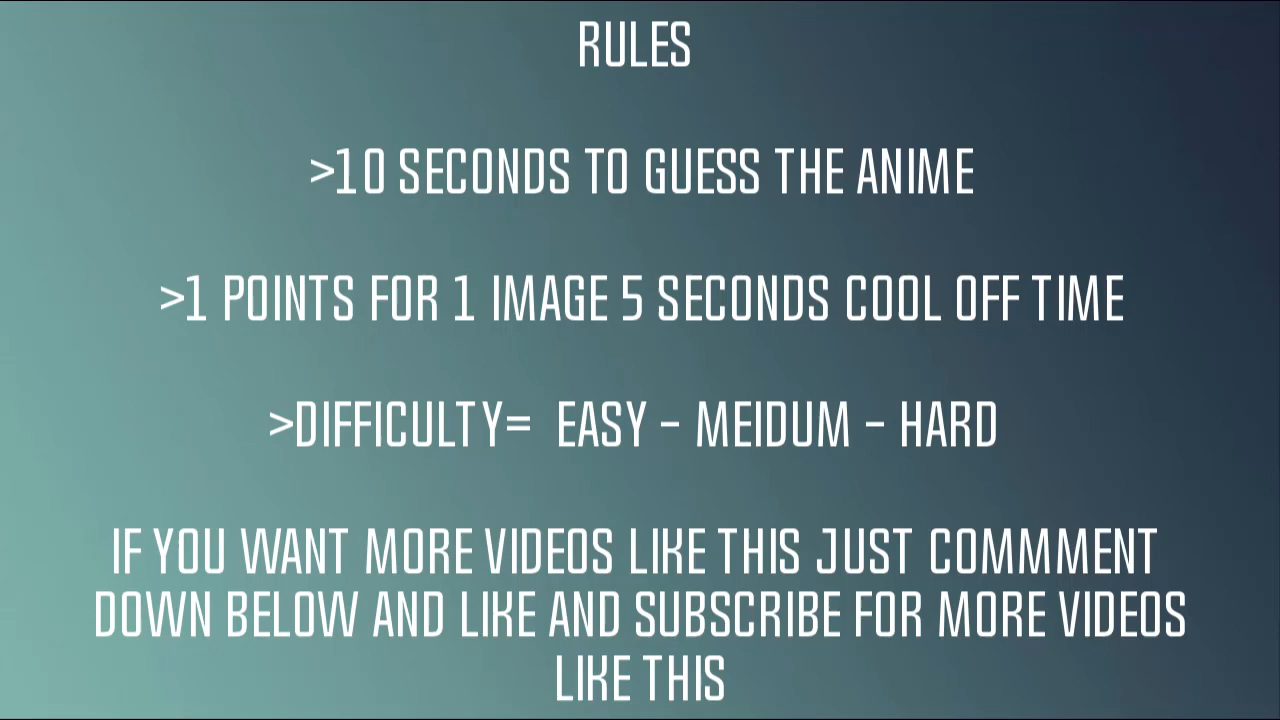 RULES
>10 SECONDS TO GUESS THE ANIME
>1 POINTS FOR 1 IMAGE 5 SECONDS COOL OFF TIME
>DIFFICULTY= EASY - MEIDUM - HARD
IF YOU WANT MORE VIDEOS LIKE THIS JUST COMMMENT
DOWN BELOW AND LIKE AND SUBSCRIBE FOR MORE VIDEOS
LIKE THIS